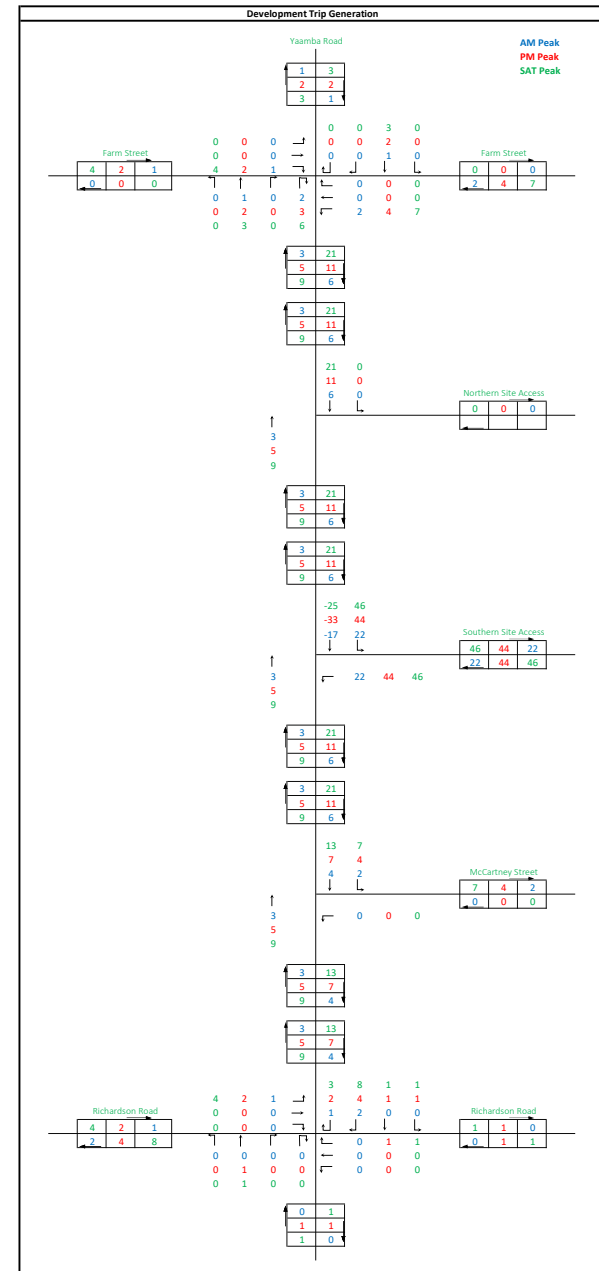 Development Trip Generation
Yaamba Road
AM Peak
PM Peak
SAT Peak
1 3
2 2
3 1
0 0 0 0 0 3 0
Farm Street 0 0 0 0 0 2 0 Farm Street
4 2 1 4 2 1 0 0 1 0 0 0 0
0 0 0 0 1 0 2 0 0 0 2 4 7
0 2 0 3 0 0 0
0 3 0 6 2 4 7
3 21
5 11
9 6
3 21
5 11
9 6
21 0
11 0
6 0 Northern Site Access
0 0 0
3
5
9
3 21
5 11
9 6
3 21
5 11
9 6
-25 46
-33 44 Southern Site Access
-17 22 46 44 22
22 44 46
3 22 44 46
5
9
3 21
5 11
9 6
3 21
5 11
9 6
13 7
7 4
4 2 McCartney Street
7 4 2
0 0 0
3 0 0 0
5
9
3 13
5 7
9 4
3 13
5 7
9 4
4 2 1 3 8 1 1
Richardson Road 0 0 0 2 4 1 1 Richardson Road
4 2 1 0 0 0 1 2 0 0 1 1 0
2 4 8 0 0 0 0 0 1 1 0 1 1
0 1 0 0 0 0 0
0 1 0 0 0 0 0
0 1
1 1
1 0